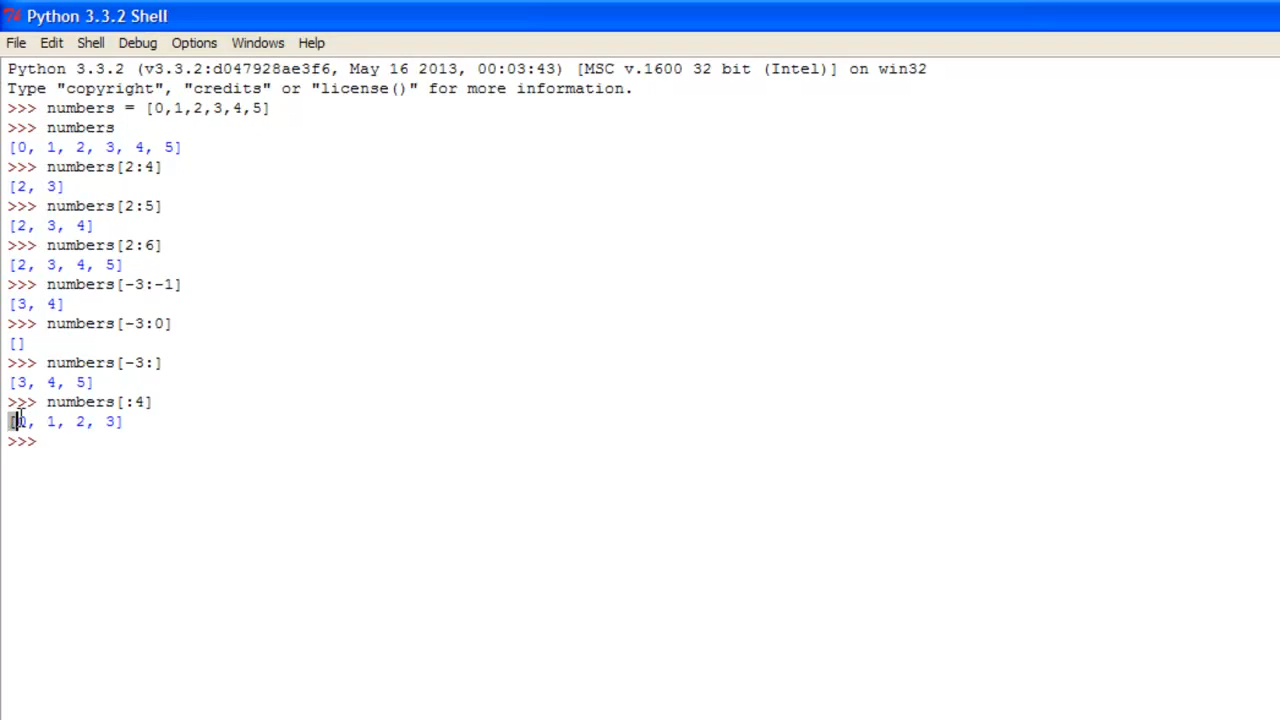 Python 3.3.2 Shell
File Edit Shell Debug Options Windows Help
Python 3.3.2 (v3.3.2:d047928ae3f6, May 16 2013, 00:03:43) [MSC v.1600 32 bit (Intel)] on win32
Type "copyright", "credits" or "license()" for more information.
>>> numbers = [0,1,2,3,4,5]
>>> numbers
[0, 1, 2, 3, 4, 5]
>>> numbers[2:4]
[2, 3]
>>> numbers[2:5]
[2, 3, 4]
>>> numbers[2:6]
[2, 3, 4, 5]
>>> numbers[-3:-1]
[3, 4]
>>> numbers[-3:0]
[]
>>> numbers[-3:]
[3, 4, 5]
>>> numbers[:4]
[0, 1, 2, 3]
>>>